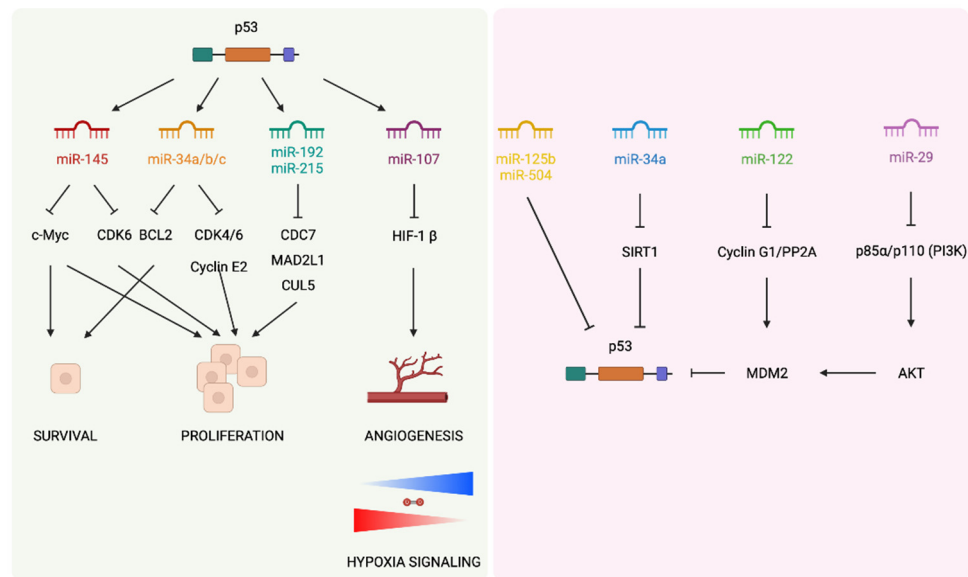 p53
miR-145
miR-34a/b/c
miR-192
miR-215
miR-107
c-Myc
CDK6
BCL2
CDK4/6
Cyclin E2
CDC7
MAD2L1
CUL5
HIF-1 β
SURVIVAL
PROLIFERATION
ANGIOGENESIS
HYPOXIA SIGNALING
miR-125b
miR-504
miR-34a
miR-122
miR-29
SIRT1
Cyclin G1/PP2A
p85α/p110 (PI3K)
p53
MDM2
AKT